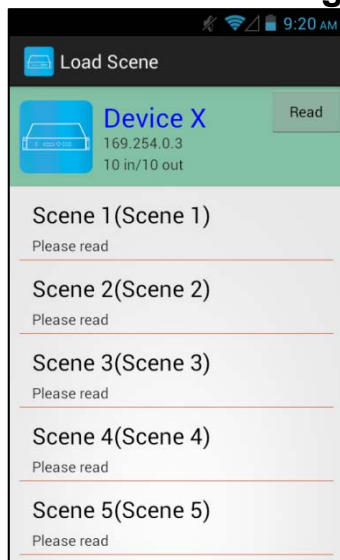 9:20 AM
Load Scene
Device X
Read
169.254.0.3
10 in/10 out
Scene 1(Scene 1)
Please read
Scene 2(Scene 2)
Please read
Scene 3(Scene 3)
Please read
Scene 4(Scene 4)
Please read
Scene 5(Scene 5)
Please read